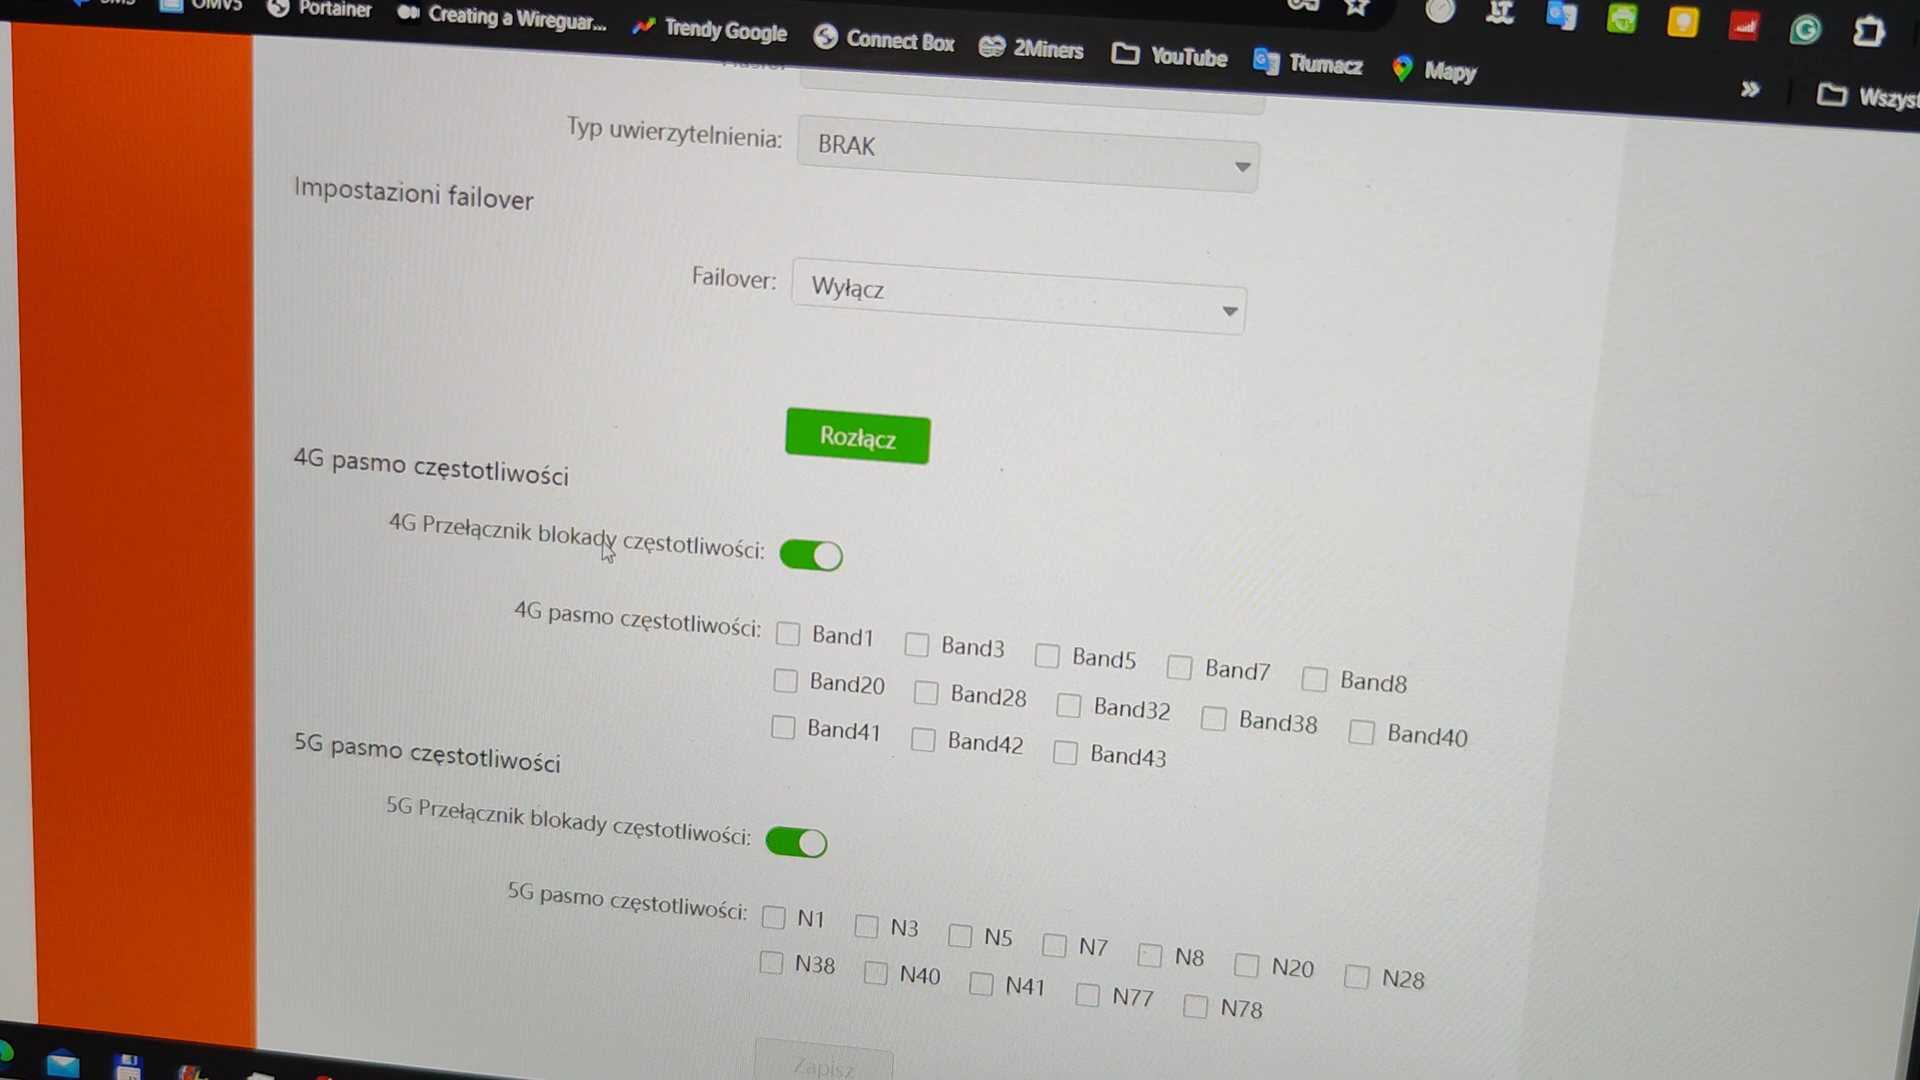 OMV5
Portainer
Creating a Wireguar...
Trendy Google
Connect Box
2Miners
YouTube
Tłumacz
Mapy
Wszyst
Typ uwierzytelnienia:
BRAK
Impostazioni failover
Failover:
Wyłącz
Rozłącz
4G pasmo częstotliwości
4G Przełącznik blokady częstotliwości:
4G pasmo częstotliwości:
Band1 Band3 Band5 Band7 Band8
Band20 Band28 Band32 Band38 Band40
Band41 Band42 Band43
5G pasmo częstotliwości
5G Przełącznik blokady częstotliwości:
5G pasmo częstotliwości:
N1 N3 N5 N7 N8 N20 N28
N38 N40 N41 N77 N78
Zapisz